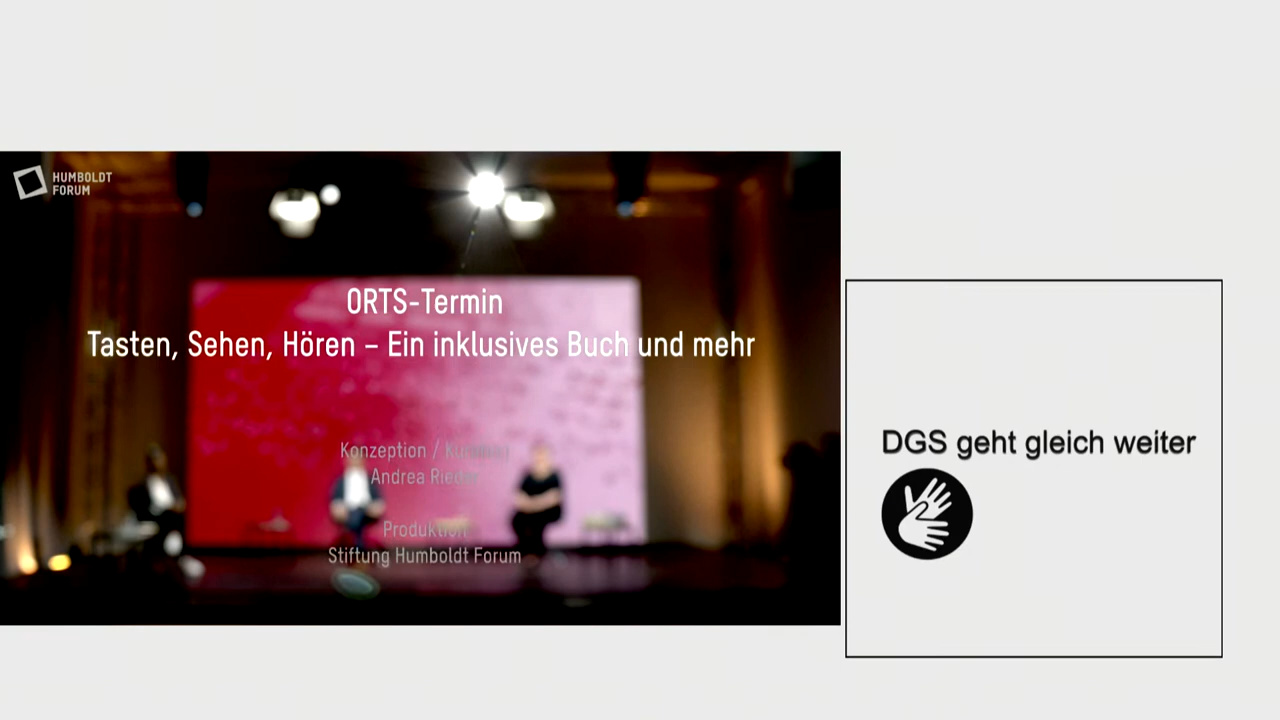 HUMBOLDT
FORUM
ORTS-Termin
Tasten, Sehen, Hören – Ein inklusives Buch und mehr
Konzeption /
Andrea Rieder
Produktion
Stiftung Humboldt Forum
DGS geht gleich weiter